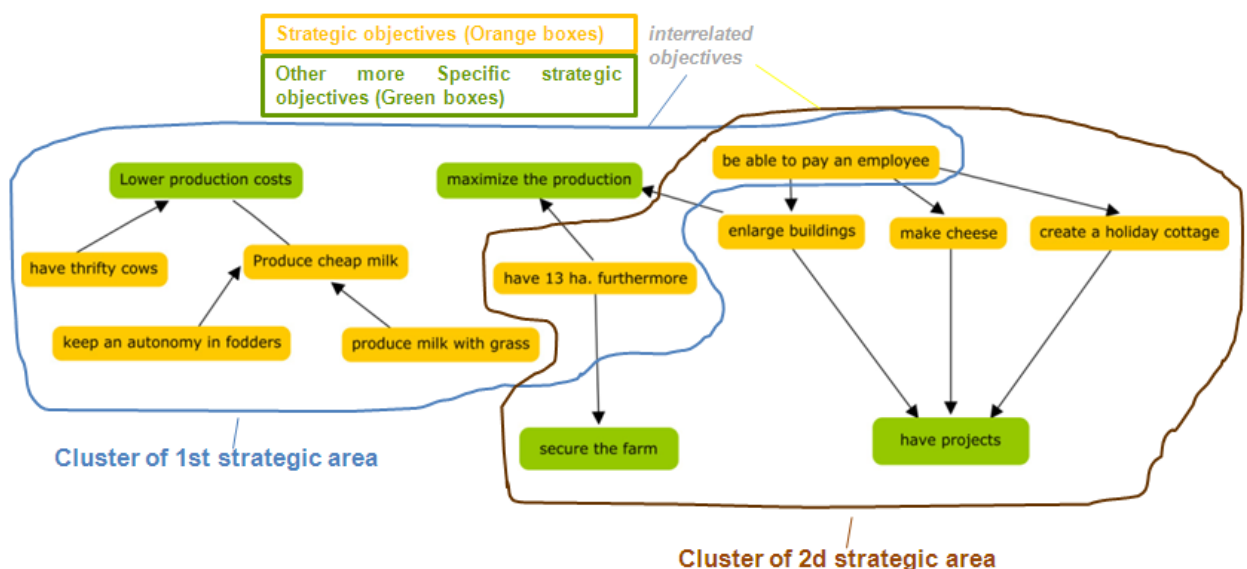 Strategic objectives (Orange boxes)
interrelated
objectives
Other more Specific strategic
objectives (Green boxes)
be able to pay an employee
Lower production costs
maximize the production
enlarge buildings
make cheese
create a holiday cottage
have thrifty cows
Produce cheap milk
have 13 ha. furthermore
keep an autonomy in fodders
produce milk with grass
secure the farm
have projects
Cluster of 1st strategic area
Cluster of 2d strategic area